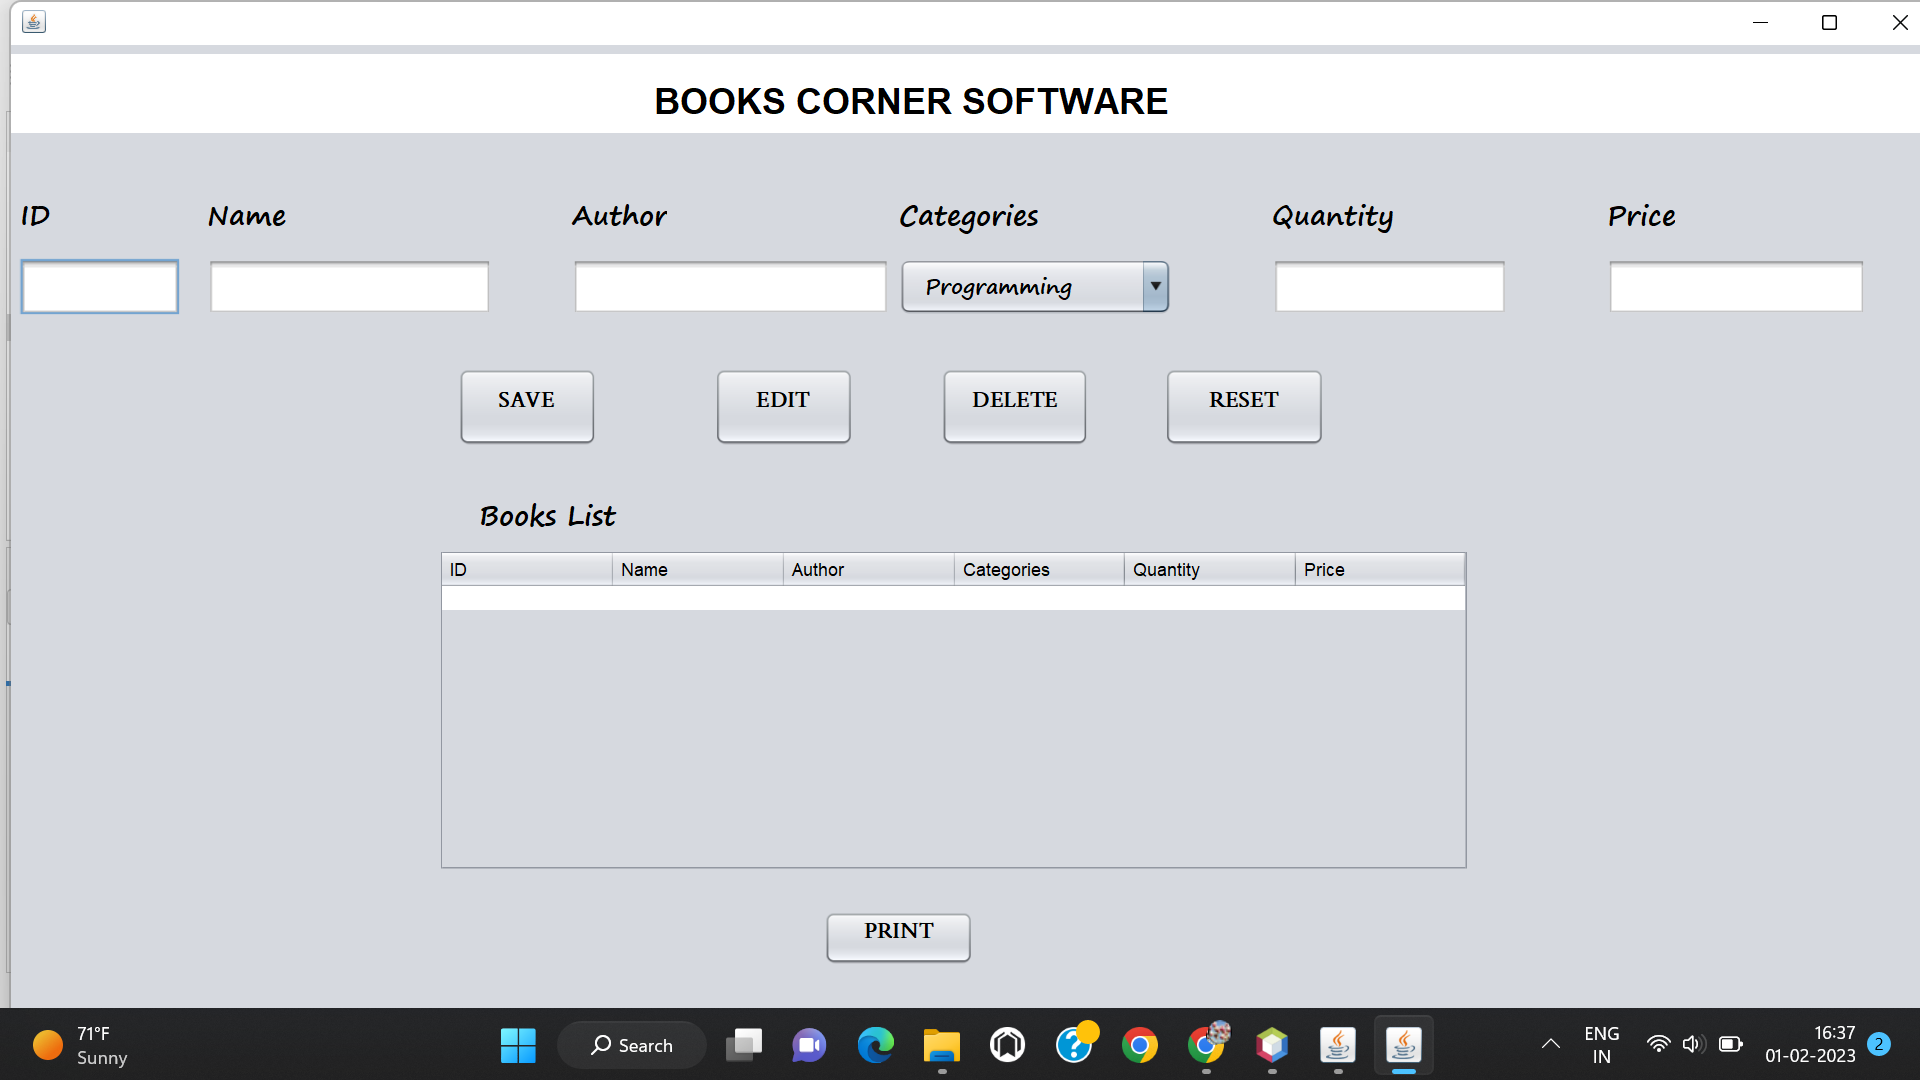 BOOKS CORNER SOFTWARE
ID Name Author Categories Quantity Price
Programming
SAVE EDIT DELETE RESET
Books List
ID Name Author Categories Quantity Price
PRINT
71°F
Sunny
Search
ENG
IN
16:37
01-02-2023
2